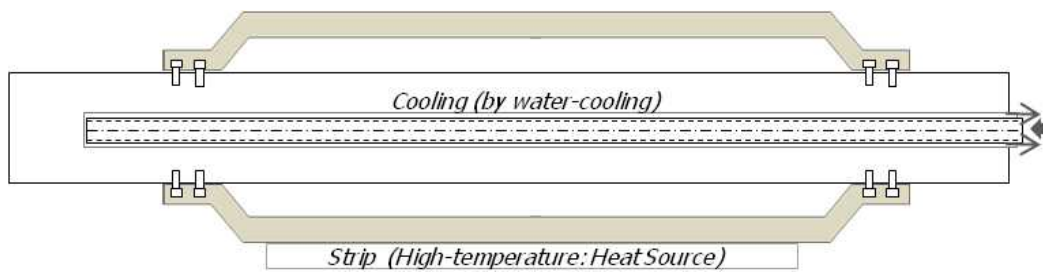 Cooling (by water-cooling)
Strip (High-temperature: Heat Source)